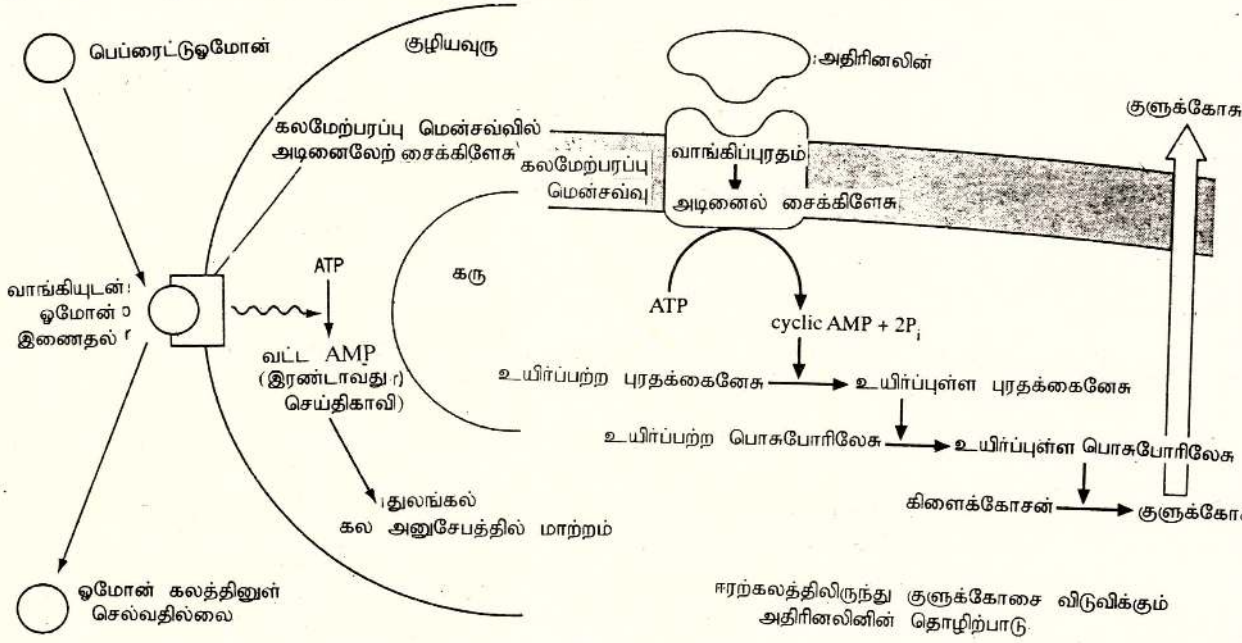 பெப்ரைட்டுஓமோன்
குழியவுரு
கலமேற்பரப்பு மென்சவ்வில்
அடினைலேற் சைக்கிளேசு
வாங்கியுடன்
ஓமோன்
இணைதல்
ATP
வட்ட AMP
(இரண்டாவது
செய்திகாவி)
துலங்கல்
கல அனுசேபத்தில் மாற்றம்
கரு
ஓமோன் கலத்தினுள்
செல்வதில்லை
அதிரினலின்
குளுக்கோசு
கலமேற்பரப்பு
மென்சவ்வு
வாங்கிப்புரதம்
அடினைல் சைக்கிளேசு
ATP
cyclic AMP + 2Pi
உயிர்ப்பற்ற புரதக்கைனேசு
உயிர்ப்புள்ள புரதக்கைனேசு
உயிர்ப்பற்ற பொசுபோரிலேசு
உயிர்ப்புள்ள பொசுபோரிலேசு
கிளைக்கோசன்
குளுக்கோ
ஈரற்கலத்திலிருந்து குளுக்கோசை விடுவிக்கும்
அதிரினலினின் தொழிற்பாடு